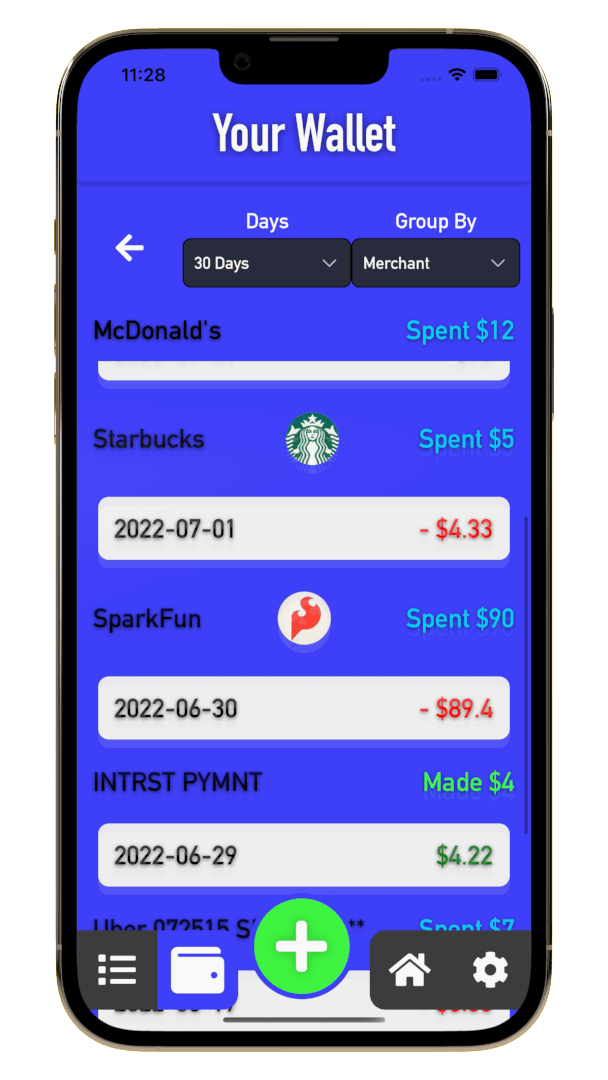 11:28
Your Wallet
Days Group By
30 Days Merchant
McDonald's Spent $12
Starbucks Spent $5
2022-07-01 - $4.33
SparkFun Spent $90
2022-06-30 - $89.4
INTRST PYMNT Made $4
2022-06-29 $4.22
Uber 072515 ** Spent $7